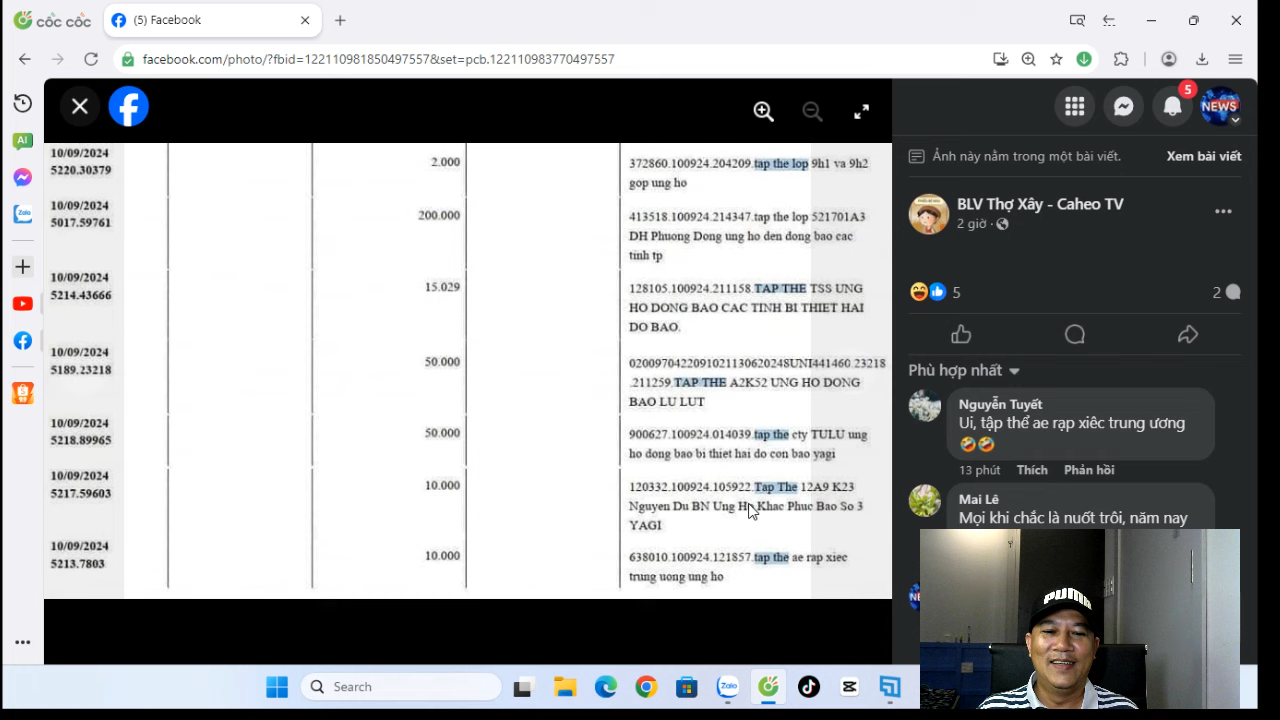 cốc cốc
(5) Facebook
facebook.com/photo/?fbid=122110981850497557&set=pcb.122110983770497557
AI
Zalo
5
NEWS
10/09/2024
5220.30379
2.000
372860.100924.204209.tap the lop 9h1 va 9h2
gop ung ho
10/09/2024
5017.59761
200.000
413518.100924.214347.tap the lop 521701A3
DH Phuong Dong ung ho den dong bao cac
tinh tp
10/09/2024
5214.43666
15.029
128105.100924.211158.TAP THE TSS UNG
HO DONG BAO CAC TINH BI THIET HAI
DO BAO.
10/09/2024
5189.23218
50.000
0200970422091021130620248UNI441460.23218
.211259.TAP THE A2K52 UNG HO DONG
BAO LU LUT
10/09/2024
5218.89965
50.000
900627.100924.014039.tap the cty TULU ung
ho dong bao bi thiet hai do con bao yagi
10/09/2024
5217.59603
10.000
120332.100924.105922.Tap The 12A9 K23
Nguyen Du BN Ung Ho Khac Phuc Bao So 3
YAGI
10/09/2024
5213.7803
10.000
638010.100924.121857.tap the ae rap xiec
trung uong ung ho
Ảnh này nằm trong một bài viết.
Xem bài viết
BLV Thợ Xây - Caheo TV
2 giờ
5
2
Phù hợp nhất
Nguyễn Tuyết
Ui, tập thể ae rạp xiêc trung ương
🤣🤣
13 phút Thích Phản hồi
Mai Lê
Mọi khi chắc là nuốt trôi, năm nay
PUMA
Search
Zalo